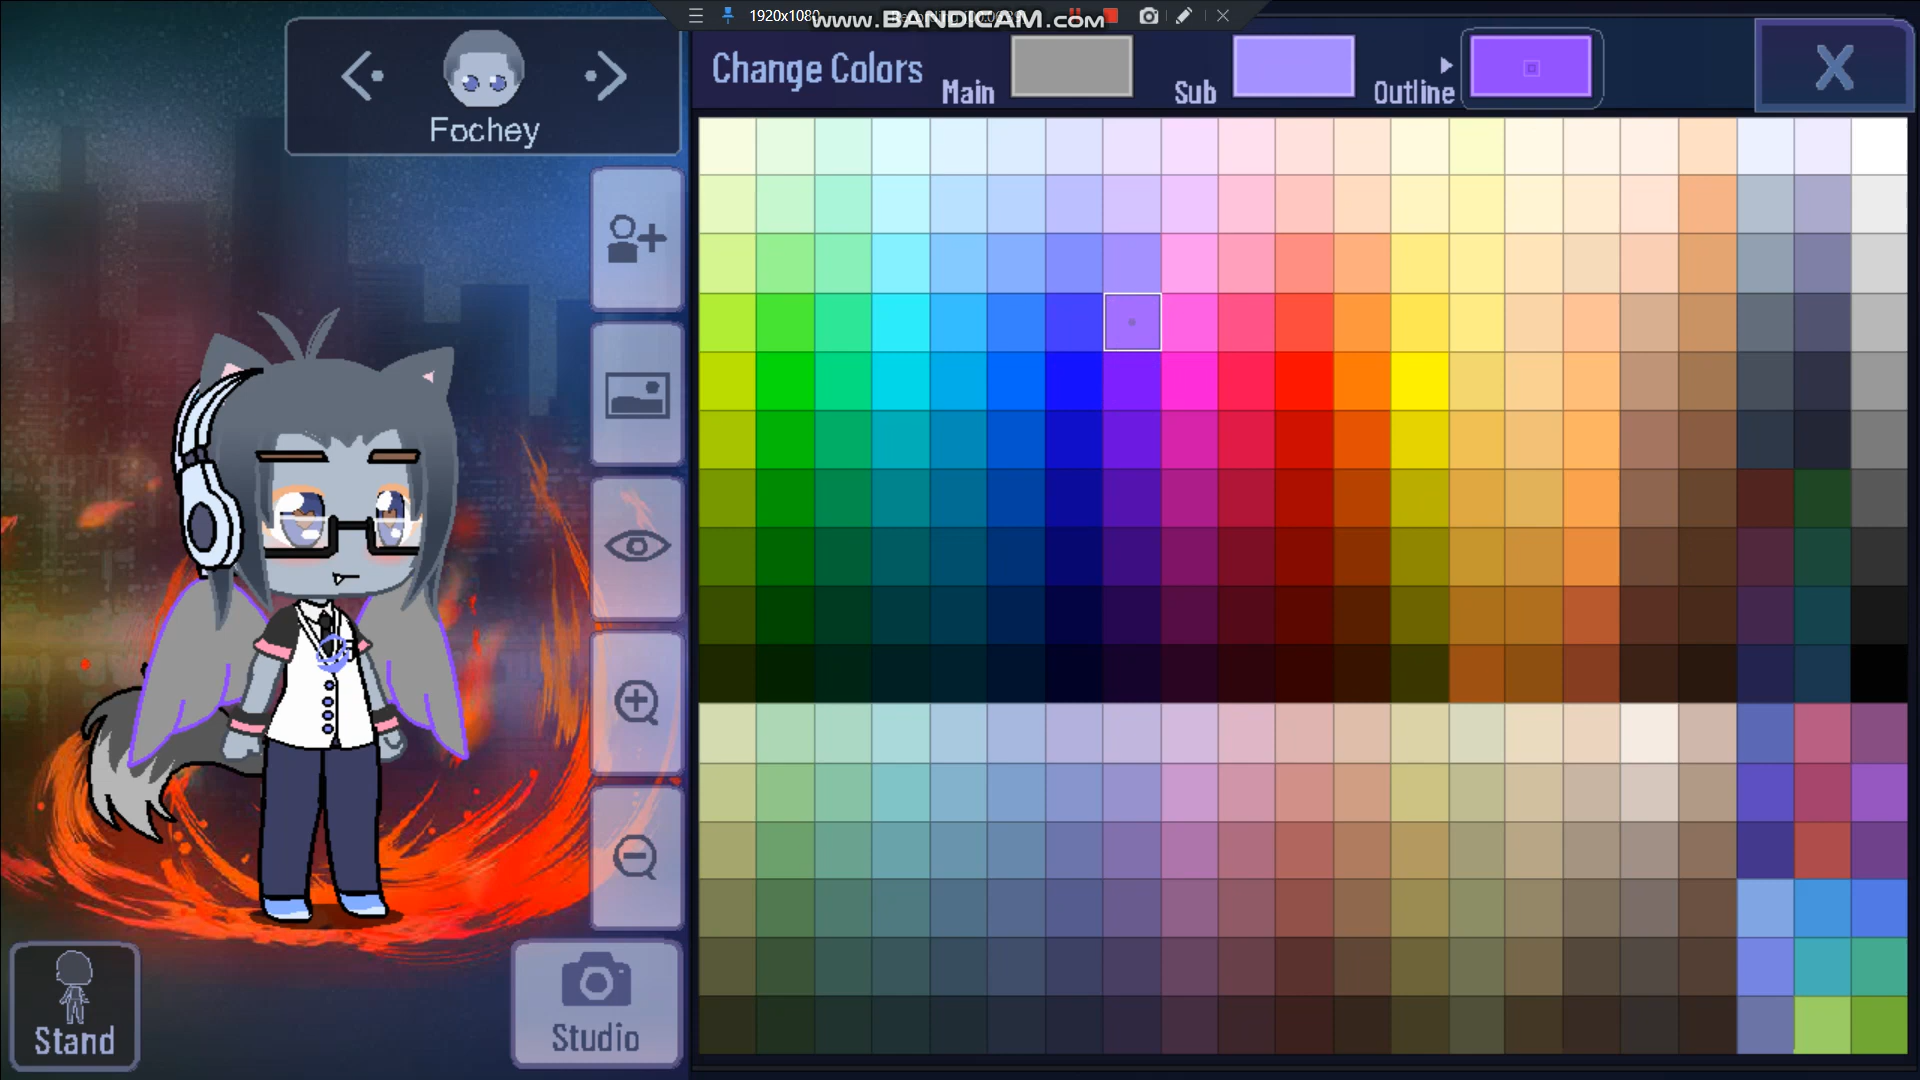 1920x1080
www.BANDICAM.com
Fochey
Change Colors
Main
Sub
Outline
X
Stand
Studio